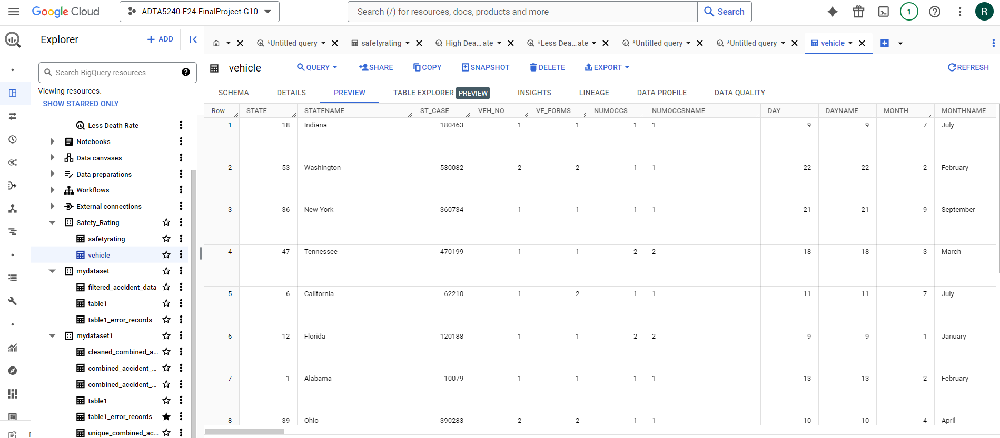 Google Cloud ADTA5240-F24-FinalProject-G10 Search (/) for resources, docs, products and more Search 1 R
Explorer + ADD
*Untitled query safetyrating High Dea... ate *Less Dea... ate *Untitled query *Untitled query vehicle
Search BigQuery resources
Viewing resources.
SHOW STARRED ONLY
Less Death Rate
Notebooks
Data canvases
Data preparations
Workflows
External connections
Safety_Rating
safetyrating
vehicle
mydataset
filtered_accident_data
table1
table1_error_records
mydataset1
cleaned_combined_a...
combined_accident_...
combined_accident_...
table1
table1_error_records
unique_combined_ac...
vehicle QUERY SHARE COPY SNAPSHOT DELETE EXPORT REFRESH
SCHEMA DETAILS PREVIEW TABLE EXPLORER PREVIEW INSIGHTS LINEAGE DATA PROFILE DATA QUALITY
Row STATE STATENAME ST_CASE VEH_NO VE_FORMS NUMOCCS NUMOCCSNAME DAY DAYNAME MONTH MONTHNAME
1 18 Indiana 180463 1 1 1 1 9 9 7 July
2 53 Washington 530082 2 2 1 1 22 22 2 February
3 36 New York 360734 1 1 1 1 21 21 9 September
4 47 Tennessee 470199 1 1 2 2 18 18 3 March
5 6 California 62210 1 2 1 1 11 11 7 July
6 12 Florida 120188 1 1 2 2 9 9 1 January
7 1 Alabama 10079 1 1 1 1 13 13 2 February
8 39 Ohio 390283 2 2 1 1 10 10 4 April